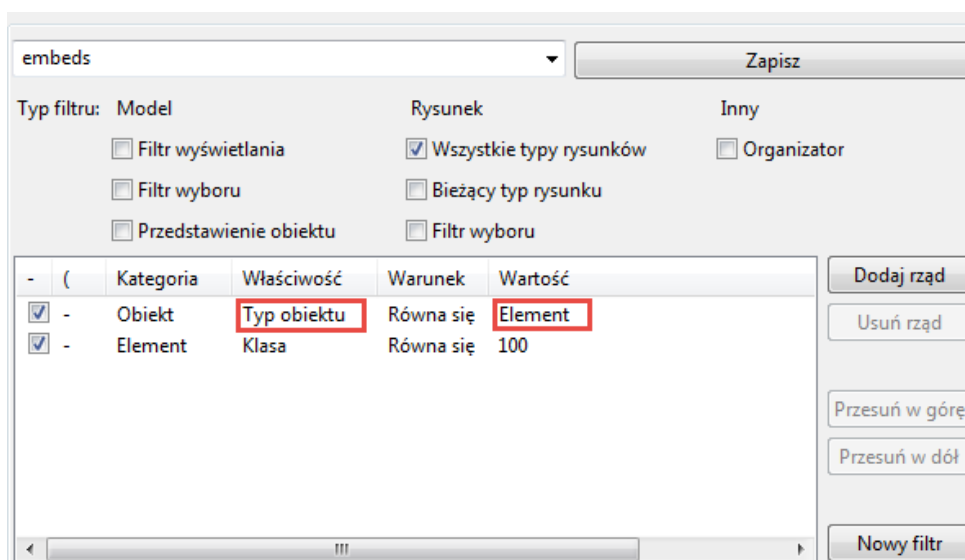 embeds Zapisz
Typ filtru: Model Rysunek Inny
Filtr wyświetlania Wszystkie typy rysunków Organizator
Filtr wyboru Bieżący typ rysunku
Przedstawienie obiektu Filtr wyboru
- ( Kategoria Właściwość Warunek Wartość Dodaj rząd
- Obiekt Typ obiektu Równa się Element Usuń rząd
- Element Klasa Równa się 100
Przesuń w górę
Przesuń w dół
Nowy filtr